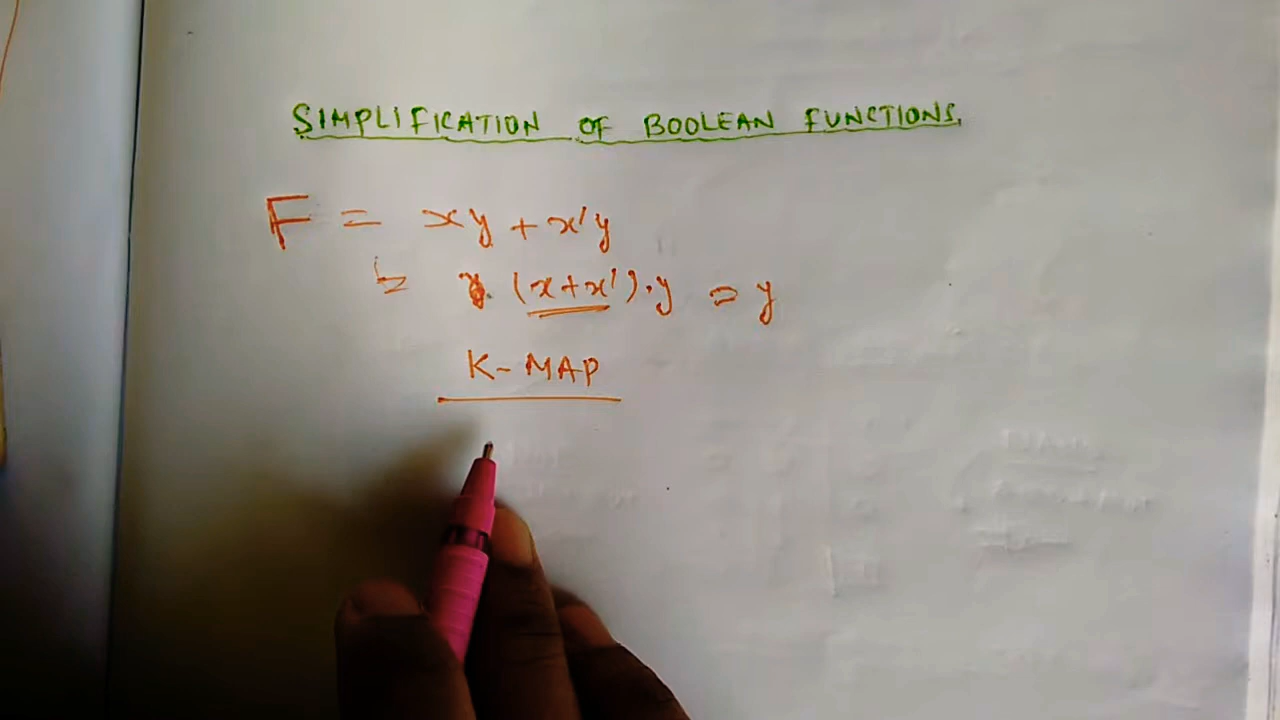 SIMPLIFICATION OF BOOLEAN FUNCTIONS.
F = xy + x'y
(x+x').y = y
K-MAP